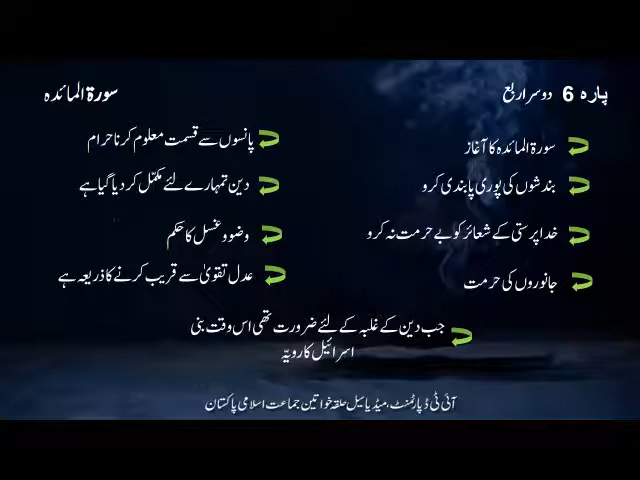 پارہ 6 دوسرا ربع
سورۃ المائدہ
سورۃ المائدہ کا آغاز
بندشوں کی پوری پابندی کرو
خدا پرستی کے شعائر کو بے حرمت نہ کرو
جانوروں کی حرمت
پانسوں سے قسمت معلوم کرنا حرام
دین تمہارے لئے مکمّل کر دیا گیا ہے
وضو و غسل کا حکم
عدل تقویٰ سے قریب کرنے کا ذریعہ ہے
جب دین کے غلبہ کے لئے ضرورت تھی اس وقت بنی
اسرائیل کا رویّہ
آئی ٹی ڈپارٹمنٹ، میڈیا سیل حلقہ خواتین جماعت اسلامی پاکستان